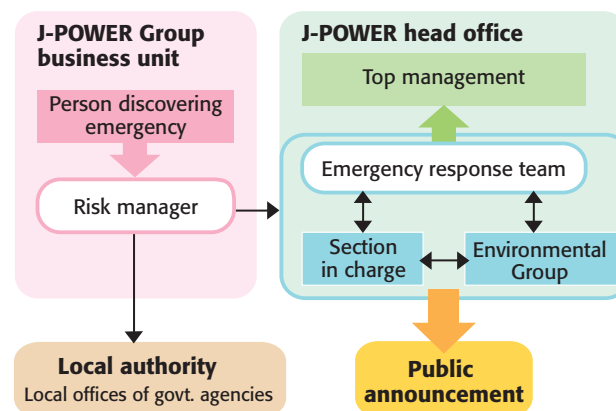 J-POWER Group
business unit
Person discovering
emergency
Risk manager
Local authority
Local offices of govt. agencies
J-POWER head office
Top management
Emergency response team
Section
in charge
Environmental
Group
Public
announcement